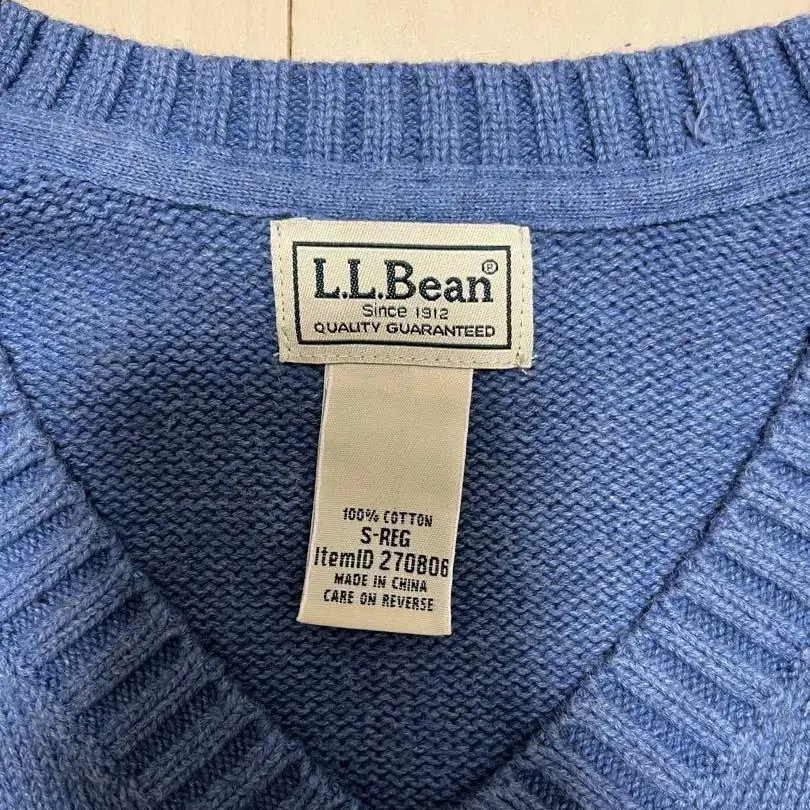 L.L.Bean®
Since 1912
QUALITY GUARANTEED
100% COTTON
S-REG
ItemID 270806
MADE IN CHINA
CARE ON REVERSE